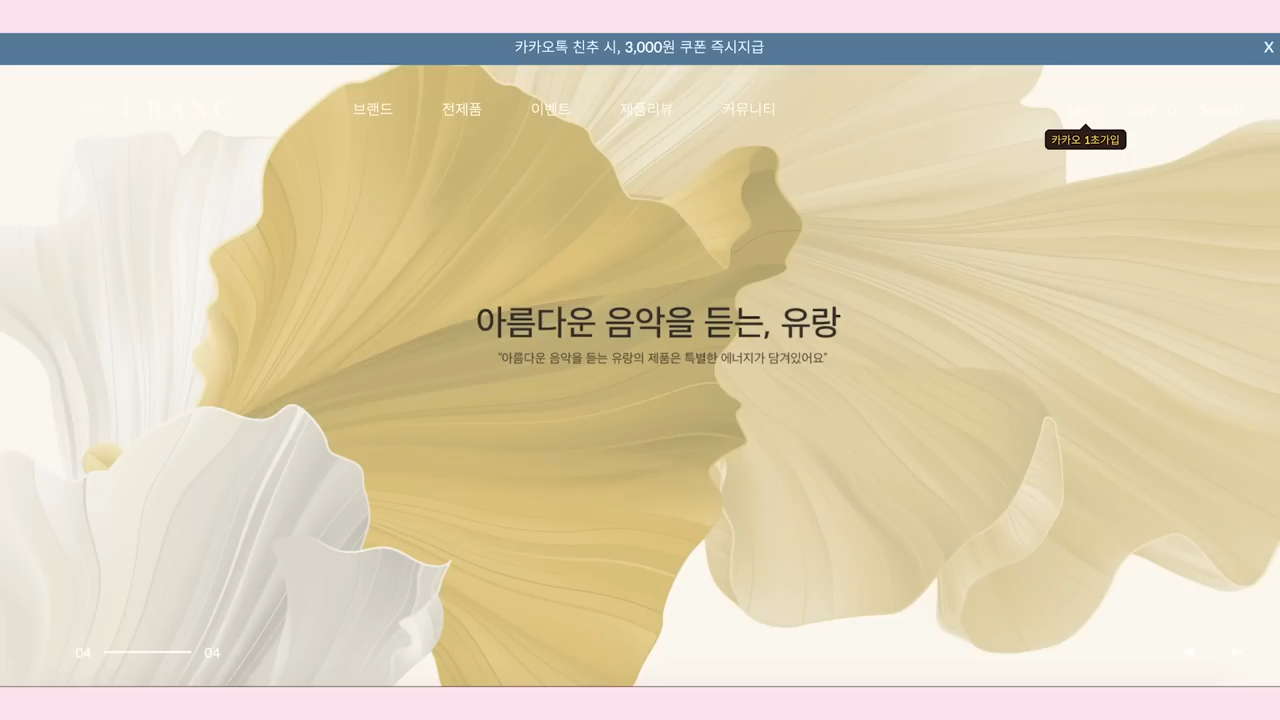 카카오톡 친추 시, 3,000원 쿠폰 즉시지급 X
브랜드 전제품 이벤트 제품리뷰 커뮤니티
카카오 1초가입
아름다운 음악을 듣는, 유랑
"아름다운 음악을 듣는 유랑의 제품은 특별한 에너지가 담겨있어요"
04 04